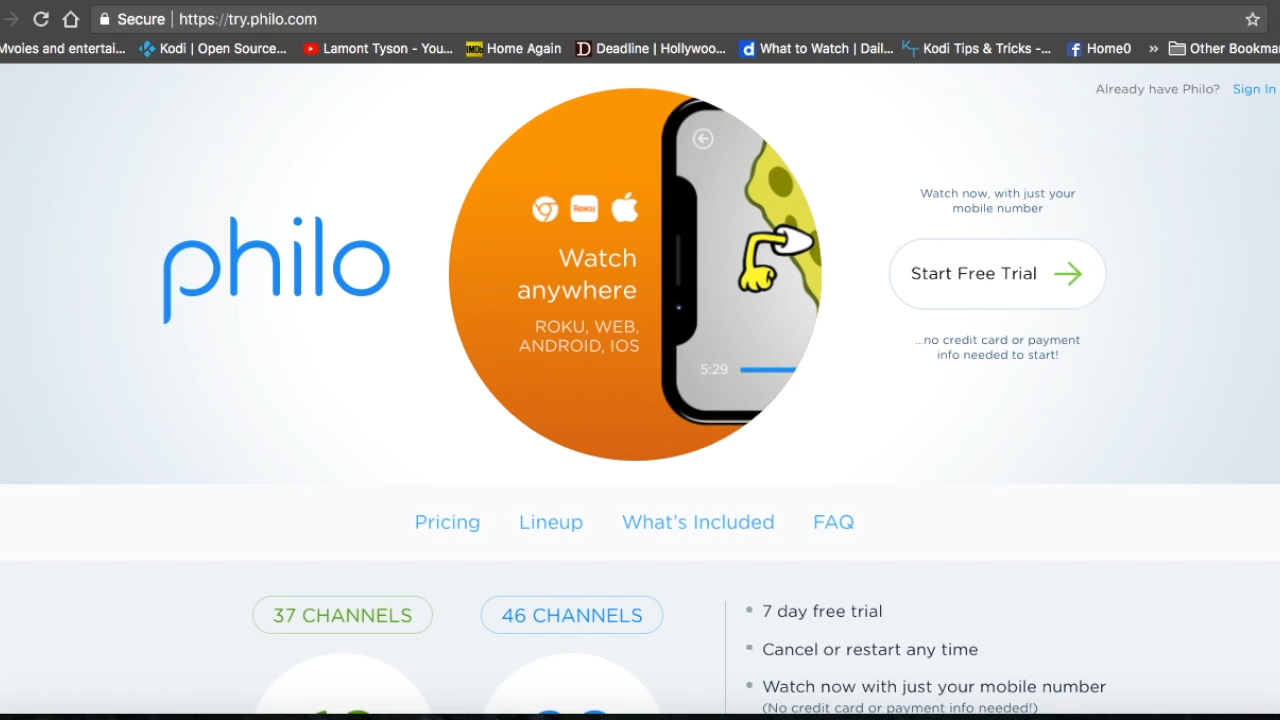 Secure | https://try.philo.com
Mvoies and entertai... Kodi | Open Source... Lamont Tyson - You... IMDb Home Again D Deadline | Hollywoo... d What to Watch | Dail... KT Kodi Tips & Tricks -... f Home0 » Other Bookmar
Already have Philo? Sign In
philo
Roku
Watch
anywhere
ROKU, WEB,
ANDROID, IOS
5:29
Watch now, with just your
mobile number
Start Free Trial
...no credit card or payment
info needed to start!
Pricing Lineup What's Included FAQ
37 CHANNELS 46 CHANNELS
7 day free trial
Cancel or restart any time
Watch now with just your mobile number
(No credit card or payment info needed!)